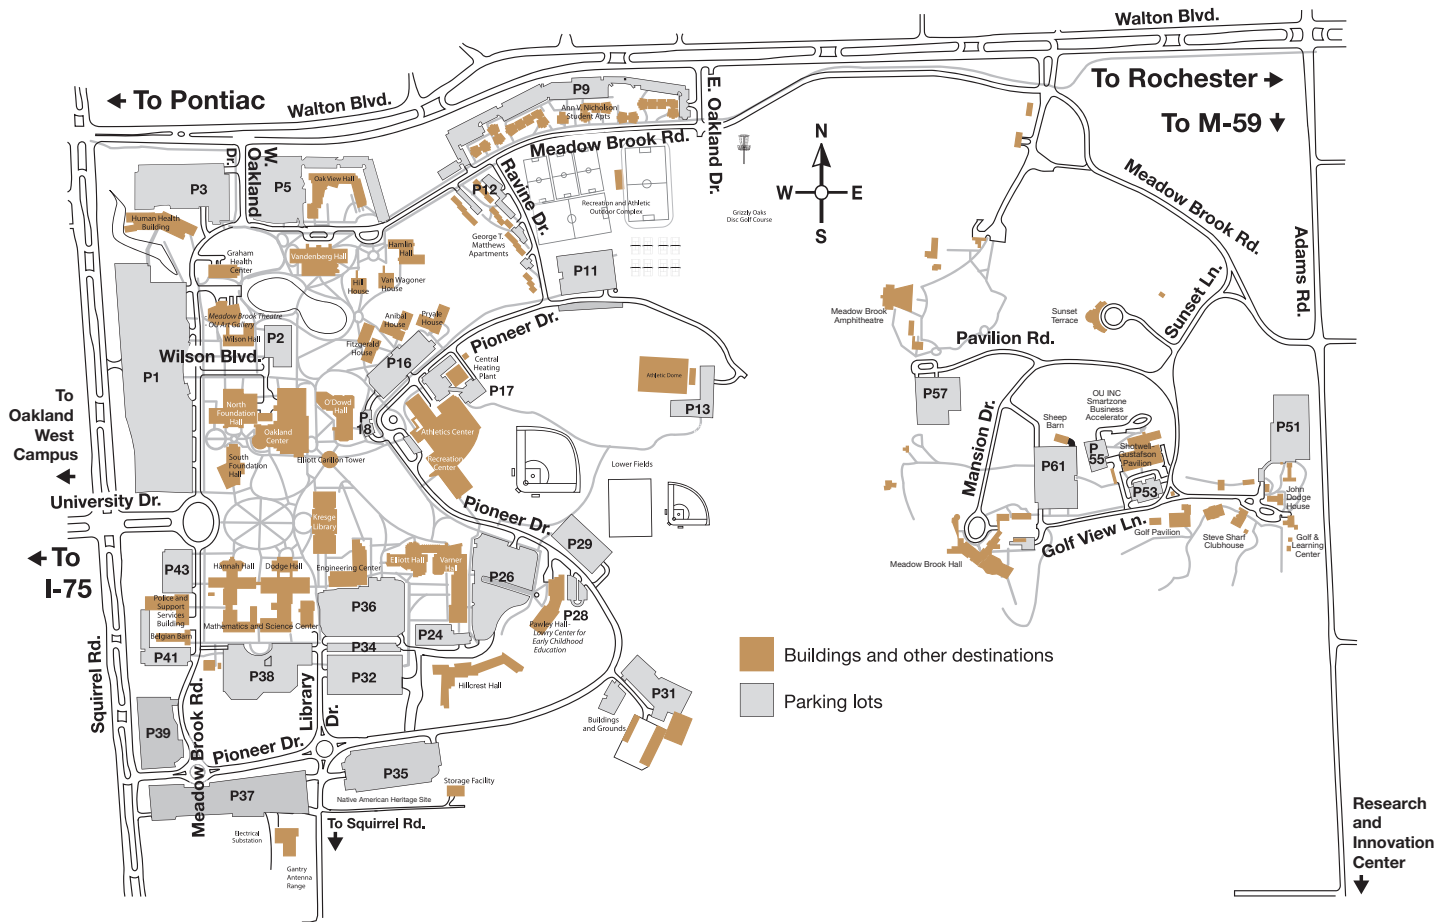 Walton Blvd.
To Rochester
To M-59
To Pontiac
Walton Blvd.
P9
Ann V. Nicholson
Student Apts
Meadow Brook Rd.
E. Oakland Dr.
N
W
E
S
Meadow Brook Rd.
Adams Rd.
W.
Oakland
Dr.
P3
P5
Oak View Hall
P12
Ravine Dr.
Recreation and Athletic
Outdoor Complex
Grizzly Oaks
Disc Golf Course
Human Health
Building
George T.
Matthews
Apartments
Graham
Health
Center
Vandenberg Hall
Hamlin
Hall
Hill
House
Van Wagoner
House
P11
Sunset Ln.
Meadow Brook Theatre
OU Art Gallery
Wilson Hall
P2
Anibal
House
Pryale
House
Fitzgerald
House
Pioneer Dr.
Meadow Brook
Amphitheatre
Sunset
Terrace
Pavilion Rd.
Wilson Blvd.
P1
P16
Central
Heating
Plant
P17
Athletic Dome
P13
P57
To
Oakland
West
Campus
North
Foundation
Hall
Oakland
Center
O'Dowd
Hall
P
18
Athletics Center
Recreation
Center
South
Foundation
Hall
Elliott Carillon Tower
Lower Fields
Mansion Dr.
Sheep
Barn
OU INC
Smartzone
Business
Accelerator
P
55
Shotwell-
Gustafson
Pavilion
P51
P61
P53
John
Dodge
House
University Dr.
Kresge
Library
Pioneer Dr.
Golf View Ln.
Golf Pavilion
Steve Sharf
Clubhouse
Golf &
Learning
Center
Meadow Brook Hall
To
I-75
P43
Hannah Hall
Dodge Hall
Engineering Center
Elliott Hall
Varner
Hall
P29
P26
P28
Police and
Support
Services
Building
Belgian Barn
Mathematics and Science Center
P36
P24
Pawley Hall-
Lowry Center for
Early Childhood
Education
P41
P38
P34
P32
Hillcrest Hall
P31
Buildings
and Grounds
Buildings and other destinations
Parking lots
Squirrel Rd.
P39
Meadow Brook Rd.
Pioneer Dr.
Library
Dr.
P35
Storage Facility
P37
Native American Heritage Site
To Squirrel Rd.
Electrical
Substation
Gantry
Antenna
Range
Research
and
Innovation
Center